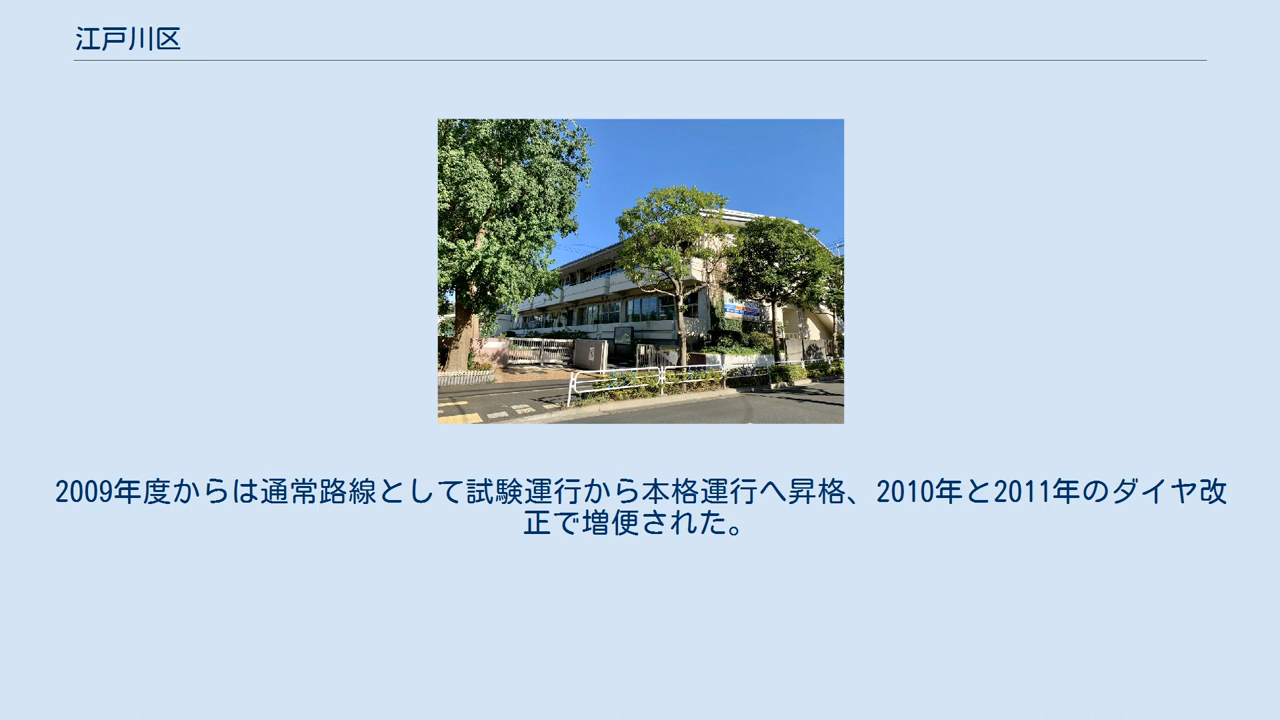 江戸川区
2009年度からは通常路線として試験運行から本格運行へ昇格、2010年と2011年のダイヤ改
正で増便された。